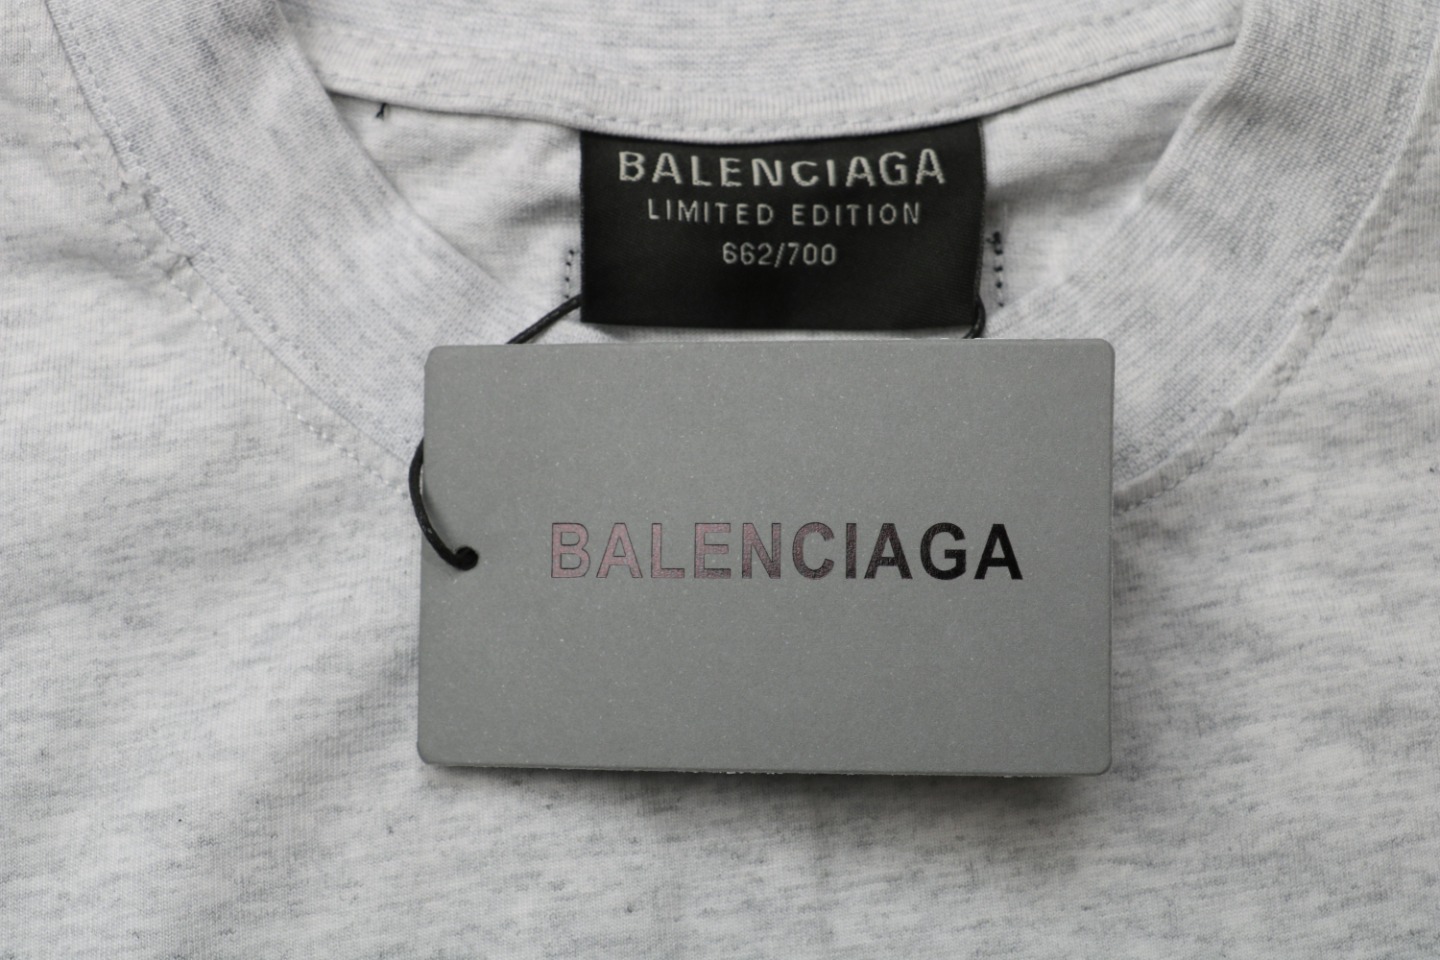 BALENCIAGA
LIMITED EDITION
662/700
BALENCIAGA